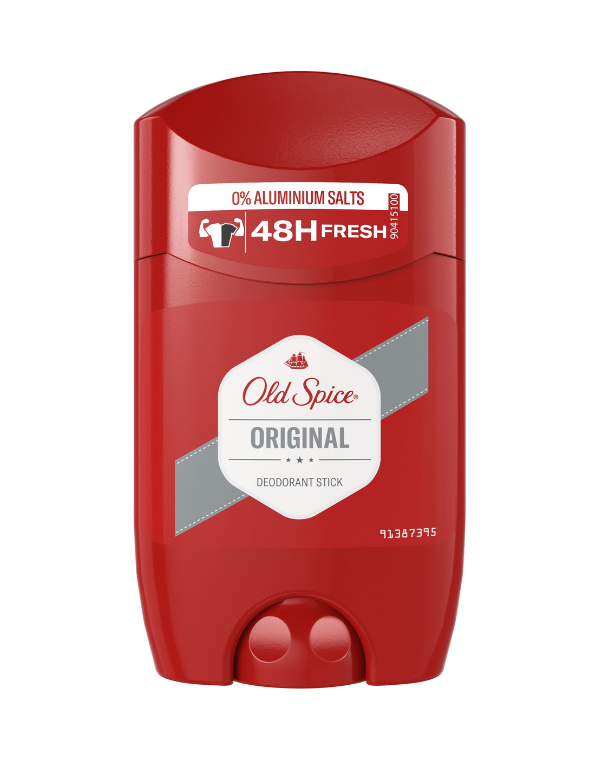 0% ALUMINIUM SALTS
48H FRESH
90415100
Old Spice®
ORIGINAL
DEODORANT STICK
91387395